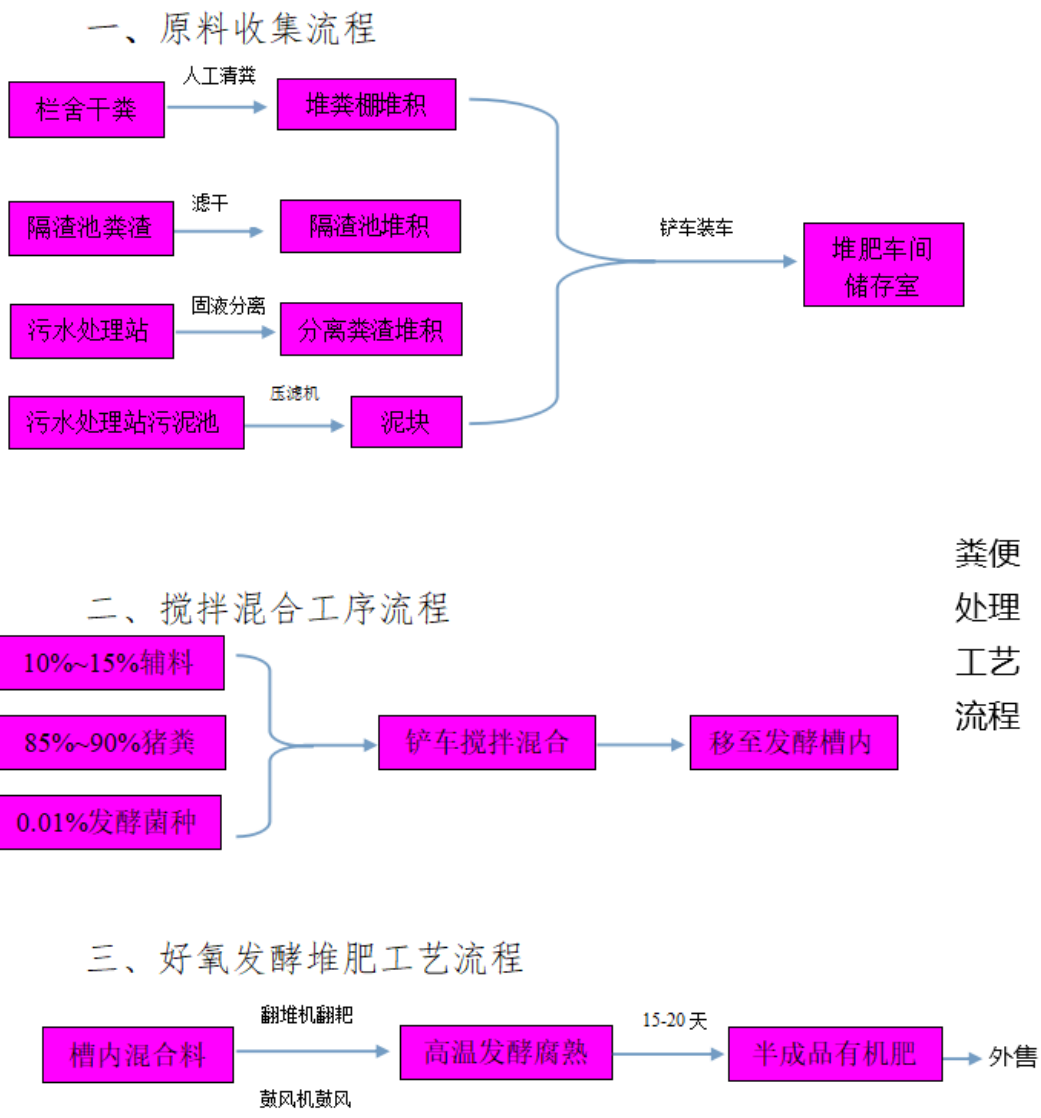 一、原料收集流程
人工清粪
栏舍干粪
堆粪棚堆积
滤干
隔渣池粪渣
隔渣池堆积
铲车装车
堆肥车间
储存室
固液分离
污水处理站
分离粪渣堆积
压滤机
污水处理站污泥池
泥块
粪便
处理
工艺
流程
二、搅拌混合工序流程
10%~15%辅料
85%~90%猪粪
铲车搅拌混合
移至发酵槽内
0.01%发酵菌种
三、好氧发酵堆肥工艺流程
翻堆机翻耙
15-20天
槽内混合料
高温发酵腐熟
半成品有机肥
外售
鼓风机鼓风